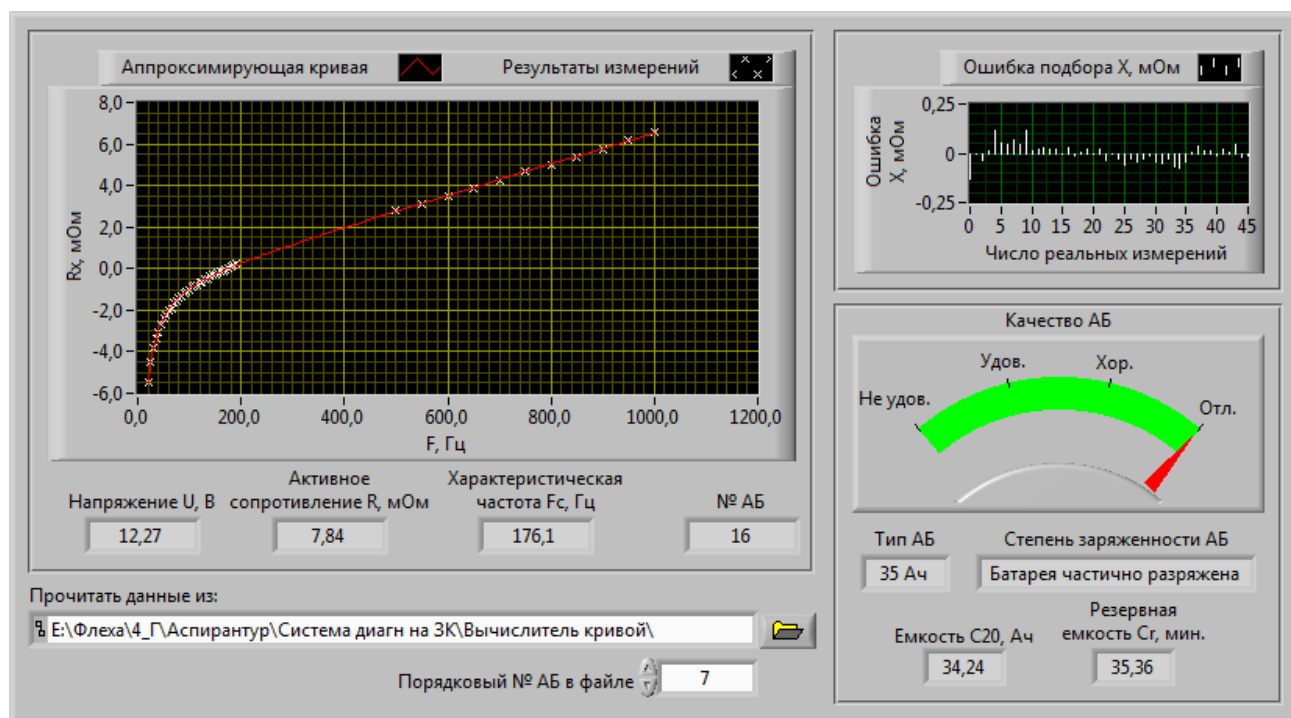 Аппроксимирующая кривая
Результаты измерений
8,0
6,0
4,0
2,0
0,0
-2,0
-4,0
-6,0
Rx, мОм
0,0 200,0 400,0 600,0 800,0 1000,0 1200,0
F, Гц
Напряжение U, В
12,27
Активное
сопротивление R, мОм
7,84
Характеристическая
частота Fc, Гц
176,1
№ АБ
16
Прочитать данные из:
E:\Флеха\4_Г\Аспирантур\Система диагн на ЗК\Вычислитель кривой\
Порядковый № АБ в файле 7
Ошибка подбора X, мОм
0,25
0
-0,25
Ошибка
X, мОм
0 5 10 15 20 25 30 35 40 45
Число реальных измерений
Качество АБ
Не удов.
Удов.
Хор.
Отл.
Тип АБ
35 Ач
Степень заряженности АБ
Батарея частично разряжена
Емкость C20, Ач
34,24
Резервная
емкость Cr, мин.
35,36